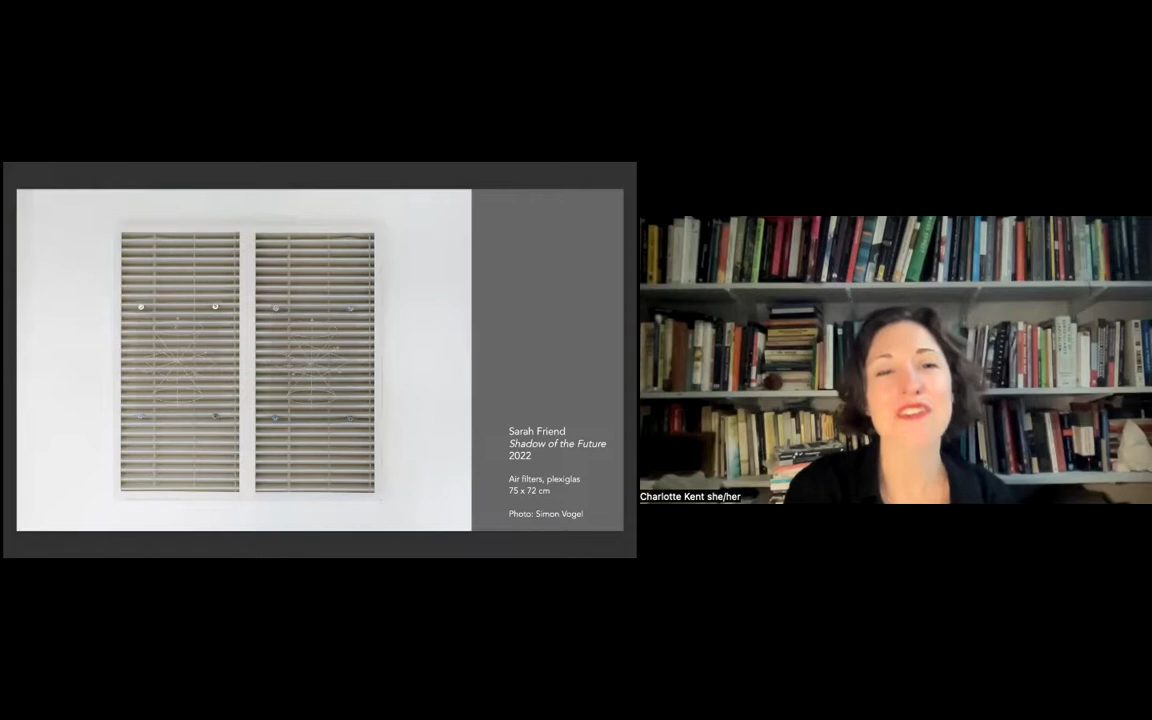 Sarah Friend
Shadow of the Future
2022
Air filters, plexiglas
75 x 72 cm
Photo: Simon Vogel
Charlotte Kent she/her